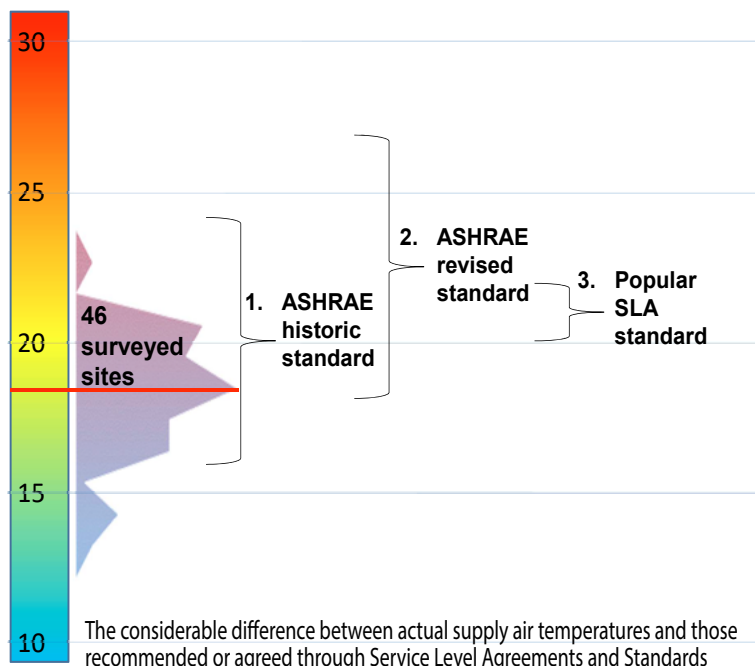 30
25
20
15
10
46
surveyed
sites
1. ASHRAE
historic
standard
2. ASHRAE
revised
standard
3. Popular
SLA
standard
The considerable difference between actual supply air temperatures and those
recommended or agreed through Service Level Agreements and Standards